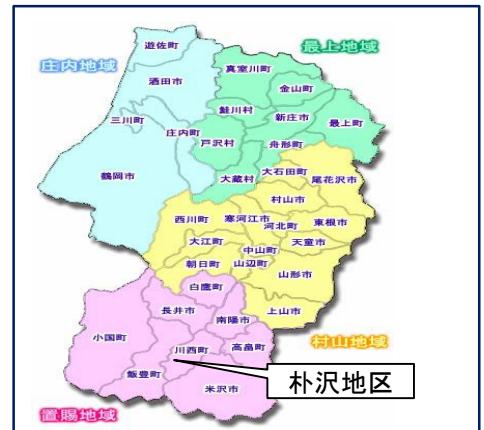 遊佐町
最上地域
庄内地域
真室川町
酒田市
金山町
鮭川村
三川町
新庄市
最上町
庄内町
戸沢村
舟形町
鶴岡市
大蔵村
大石田町
尾花沢市
村山市
西川町
寒河江市
河北町
東根市
大江町
中山町
天童市
朝日町
山辺町
山形市
白鷹町
長井市
南陽市
上山市
小国町
川西町
高畠町
村山地域
飯豊町
米沢市
朴沢地区
置賜地域